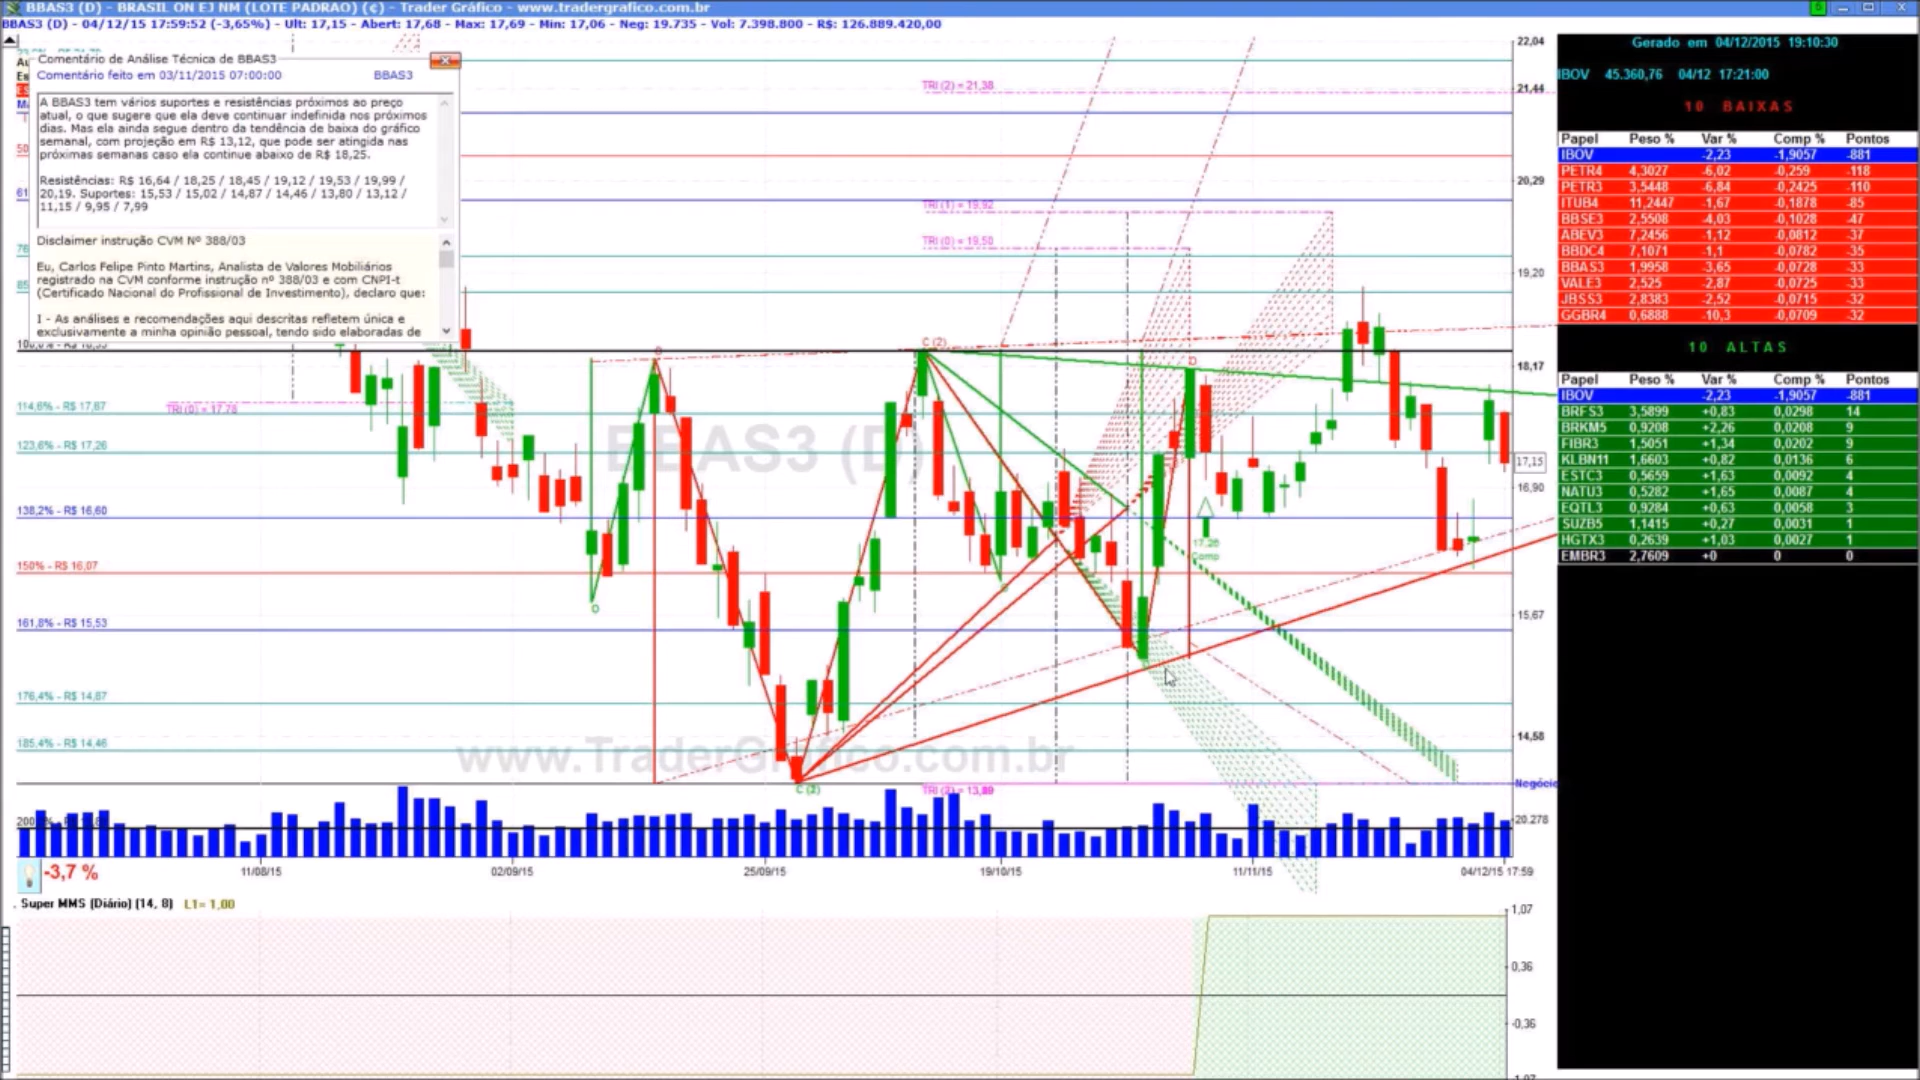 BBAS3 (D) - BRASIL ON EJ NM (LOTE PADRAO) (c) - Trader Gráfico - www.tradergrafico.com.br
BBAS3 (D) - 04/12/15 17:59:52 (-3,65%) - Ult: 17,15 - Abert: 17,68 - Max: 17,69 - Min: 17,06 - Neg: 19.735 - Vol: 7.398.800 - R$: 126.889.420,00
Comentário de Análise Técnica de BBAS3
Comentário feito em 03/11/2015 07:00:00 BBAS3
A BBAS3 tem vários suportes e resistências próximos ao preço
atual, o que sugere que ela deve continuar indefinida nos próximos
dias. Mas ela ainda segue dentro da tendência de baixa do gráfico
semanal, com projeção em R$ 13,12, que pode ser atingida nas
próximas semanas caso ela continue abaixo de R$ 18,25.
Resistências: R$ 16,64 / 18,25 / 18,45 / 19,12 / 19,53 / 19,99 /
20,19. Suportes: 15,53 / 15,02 / 14,87 / 14,46 / 13,80 / 13,12 /
11,15 / 9,95 / 7,99
Disclaimer instrução CVM Nº 388/03
Eu, Carlos Felipe Pinto Martins, Analista de Valores Mobiliários
registrado na CVM conforme instrução nº 388/03 e com CNPI-t
(Certificado Nacional do Profissional de Investimento), declaro que:
I - As análises e recomendações aqui descritas refletem única e
exclusivamente a minha opinião pessoal, tendo sido elaboradas de
114,6% - R$ 17,67
123,6% - R$ 17,26
138,2% - R$ 16,60
150% - R$ 16,07
161,8% - R$ 15,53
176,4% - R$ 14,87
185,4% - R$ 14,46
TRI (0) = 17,78
TRI (2) = 21,38
TRI (1) = 19,92
TRI (0) = 19,50
C (2)
D
D
O
17,26
Comp
C (2)
BBAS3 (D)
www.TraderGrafico.com.br
22,04
21,44
20,29
19,20
18,17
17,15
16,90
15,67
14,58
Negócio
20.278
-3,7 %
11/08/15 02/09/15 25/09/15 19/10/15 11/11/15 04/12/15 17:59
Super MMS (Diário) (14, 8) L1= 1,00
1,07
0,36
-0,36
Gerado em 04/12/2015 19:10:30
IBOV 45.360,76 04/12 17:21:00
10 BAIXAS
Papel Peso % Var % Comp % Pontos
IBOV -2,23 -1,9057 -881
PETR4 4,3027 -6,02 -0,259 -118
PETR3 3,5448 -6,84 -0,2425 -110
ITUB4 11,2447 -1,67 -0,1878 -85
BBSE3 2,5508 -4,03 -0,1028 -47
ABEV3 7,2456 -1,12 -0,0812 -37
BBDC4 7,1071 -1,1 -0,0782 -35
BBAS3 1,9958 -3,65 -0,0728 -33
VALE3 2,525 -2,87 -0,0725 -33
JBSS3 2,8383 -2,52 -0,0715 -32
GGBR4 0,6888 -10,3 -0,0709 -32
10 ALTAS
Papel Peso % Var % Comp % Pontos
IBOV -2,23 -1,9057 -881
BRFS3 3,5899 +0,83 0,0298 14
BRKM5 0,9208 +2,26 0,0208 9
FIBR3 1,5051 +1,34 0,0202 9
KLBN11 1,6603 +0,82 0,0136 6
ESTC3 0,5659 +1,63 0,0092 4
NATU3 0,5282 +1,65 0,0087 4
EQTL3 0,9284 +0,63 0,0058 3
SUZB5 1,1415 +0,27 0,0031 1
HGTX3 0,2639 +1,03 0,0027 1
EMBR3 2,7609 +0 0 0